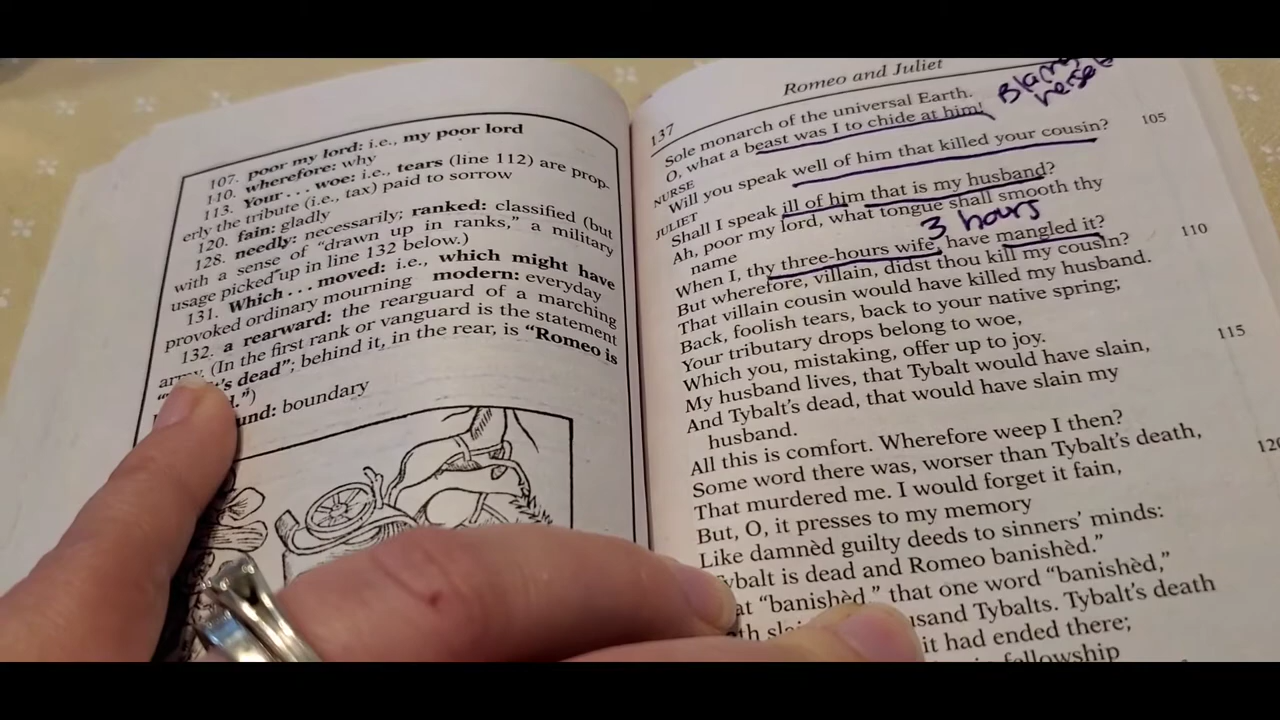 107. poor my lord: i.e., my poor lord
110. wherefore: why
113. Your . . . woe: i.e., tears (line 112) are prop-
erly the tribute (i.e., tax) paid to sorrow
120. fain: gladly
128. needly: necessarily; ranked: classified (but
with a sense of "drawn up in ranks," a military
usage picked up in line 132 below.)
131. Which . . . moved: i.e., which might have
provoked ordinary mourning modern: everyday
132. a rearward: the rearguard of a marching
army. (In the first rank or vanguard is the statement
dead"; behind it, in the rear, is "Romeo is
boundary
Romeo and Juliet
137
Sole monarch of the universal Earth.
O, what a beast was I to chide at him!
NURSE
Will you speak well of him that killed your cousin? 105
JULIET
Shall I speak ill of him that is my husband?
Ah, poor my lord, what tongue shall smooth thy
name
3 hours
When I, thy three-hours wife, have mangled it?
But wherefore, villain, didst thou kill my cousin? 110
That villain cousin would have killed my husband.
Back, foolish tears, back to your native spring;
Your tributary drops belong to woe,
Which you, mistaking, offer up to joy.
My husband lives, that Tybalt would have slain, 115
And Tybalt's dead, that would have slain my
husband.
All this is comfort. Wherefore weep I then?
Some word there was, worser than Tybalt's death,
That murdered me. I would forget it fain, 120
But, O, it presses to my memory
Like damnèd guilty deeds to sinners' minds:
Tybalt is dead and Romeo banishèd."
"banishèd," that one word "banishèd,"
Tybalts. Tybalt's death
it had ended there;
fellowship